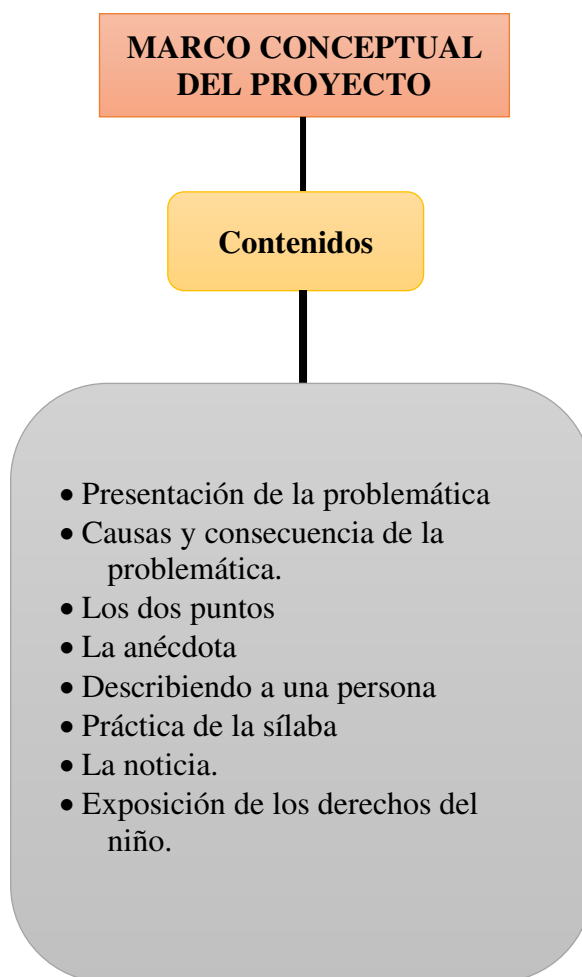 MARCO CONCEPTUAL
DEL PROYECTO
Contenidos
• Presentación de la problemática
• Causas y consecuencia de la
problemática.
• Los dos puntos
• La anécdota
• Describiendo a una persona
• Práctica de la sílaba
• La noticia.
• Exposición de los derechos del
niño.